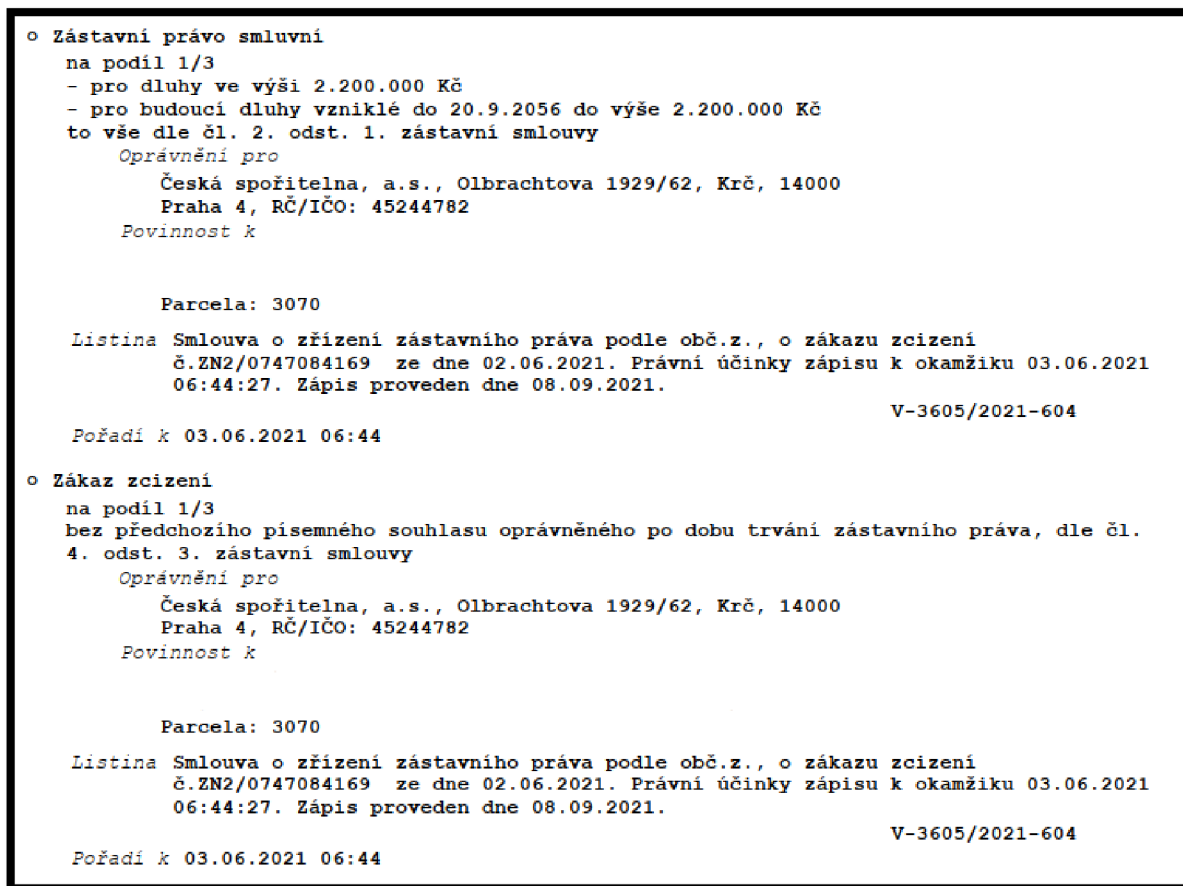 o Zástavní právo smluvní
na podíl 1/3
- pro dluhy ve výši 2.200.000 Kč
- pro budoucí dluhy vzniklé do 20.9.2056 do výše 2.200.000 Kč
to vše dle čl. 2. odst. 1. zástavní smlouvy
Oprávnění pro
Česká spořitelna, a.s., Olbrachtova 1929/62, Krč, 14000
Praha 4, RČ/IČO: 45244782
Povinnost k
Parcela: 3070
Listina Smlouva o zřízení zástavního práva podle obč.z., o zákazu zcizení
č.ZN2/0747084169 ze dne 02.06.2021. Právní účinky zápisu k okamžiku 03.06.2021
06:44:27. Zápis proveden dne 08.09.2021.
V-3605/2021-604
Pořadí k 03.06.2021 06:44
o Zákaz zcizení
na podíl 1/3
bez předchozího písemného souhlasu oprávněného po dobu trvání zástavního práva, dle čl.
4. odst. 3. zástavní smlouvy
Oprávnění pro
Česká spořitelna, a.s., Olbrachtova 1929/62, Krč, 14000
Praha 4, RČ/IČO: 45244782
Povinnost k
Parcela: 3070
Listina Smlouva o zřízení zástavního práva podle obč.z., o zákazu zcizení
č.ZN2/0747084169 ze dne 02.06.2021. Právní účinky zápisu k okamžiku 03.06.2021
06:44:27. Zápis proveden dne 08.09.2021.
V-3605/2021-604
Pořadí k 03.06.2021 06:44